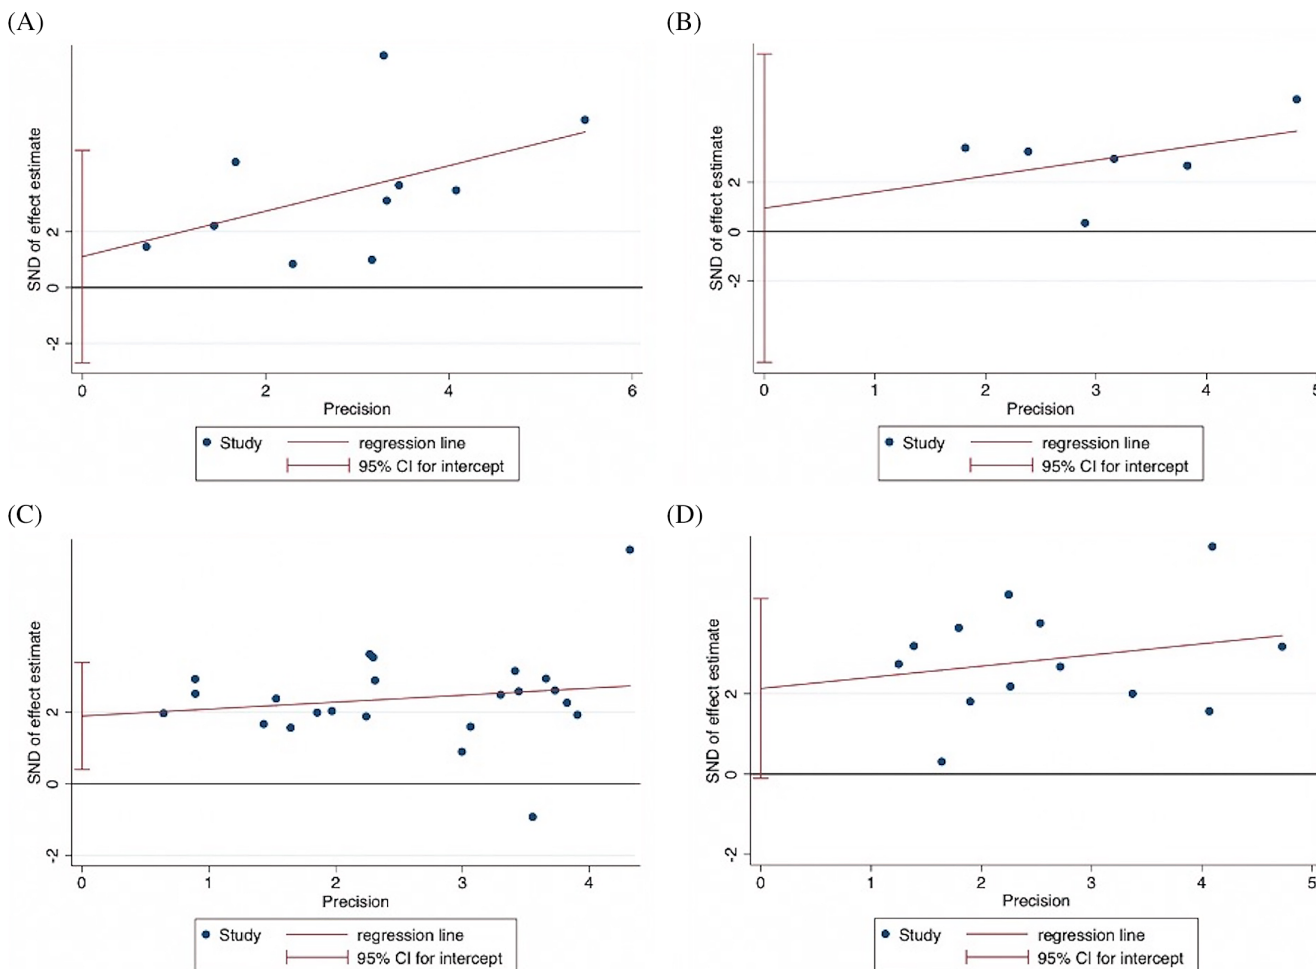 (A)
SND of effect estimate
2
0
-2
0 2 4 6
Precision
Study regression line
95% CI for intercept
(B)
SND of effect estimate
2
0
-2
0 1 2 3 4 5
Precision
Study regression line
95% CI for intercept
(C)
SND of effect estimate
2
0
-2
0 1 2 3 4
Precision
Study regression line
95% CI for intercept
(D)
SND of effect estimate
2
0
-2
0 1 2 3 4 5
Precision
Study regression line
95% CI for intercept